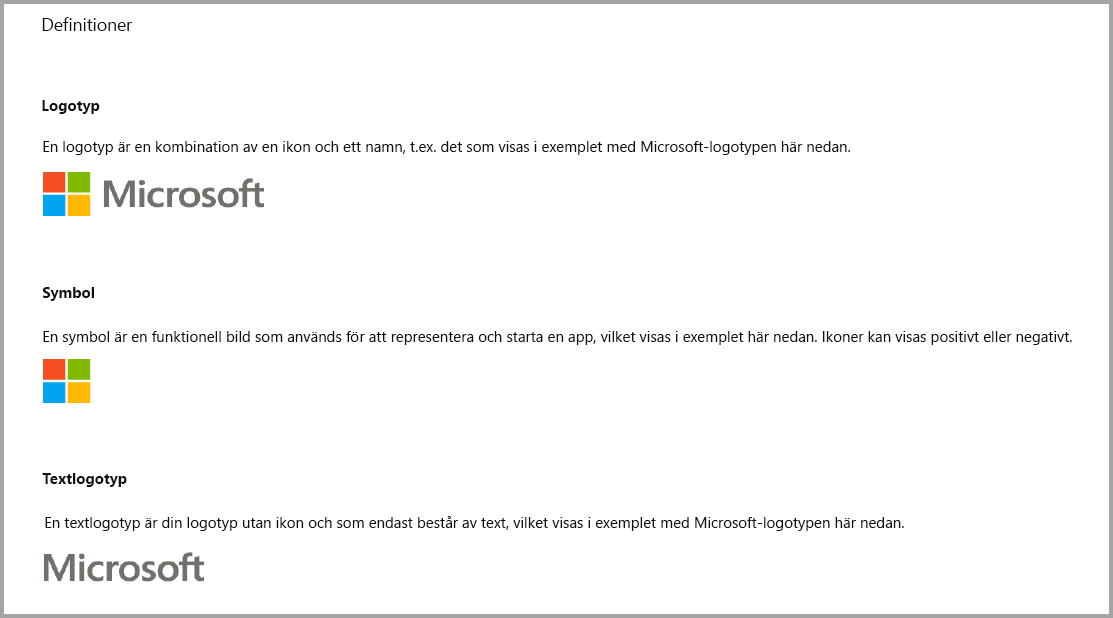 Definitioner
Logotyp
En logotyp är en kombination av en ikon och ett namn, t.ex. det som visas i exemplet med Microsoft-logotypen här nedan.
Microsoft
Symbol
En symbol är en funktionell bild som används för att representera och starta en app, vilket visas i exemplet här nedan. Ikoner kan visas positivt eller negativt.
Textlogotyp
En textlogotyp är din logotyp utan ikon och som endast består av text, vilket visas i exemplet med Microsoft-logotypen här nedan.
Microsoft